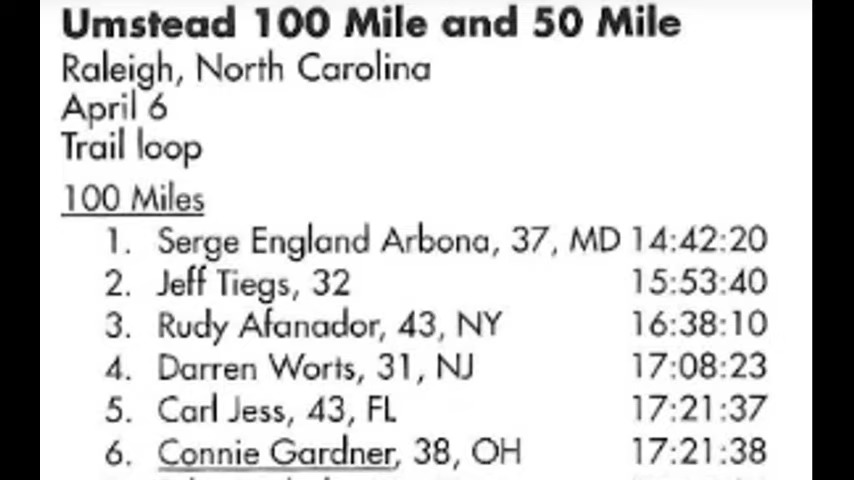 Umstead 100 Mile and 50 Mile
Raleigh, North Carolina
April 6
Trail loop
100 Miles
1. Serge England Arbona, 37, MD 14:42:20
2. Jeff Tiegs, 32 15:53:40
3. Rudy Afanador, 43, NY 16:38:10
4. Darren Worts, 31, NJ 17:08:23
5. Carl Jess, 43, FL 17:21:37
6. Connie Gardner, 38, OH 17:21:38